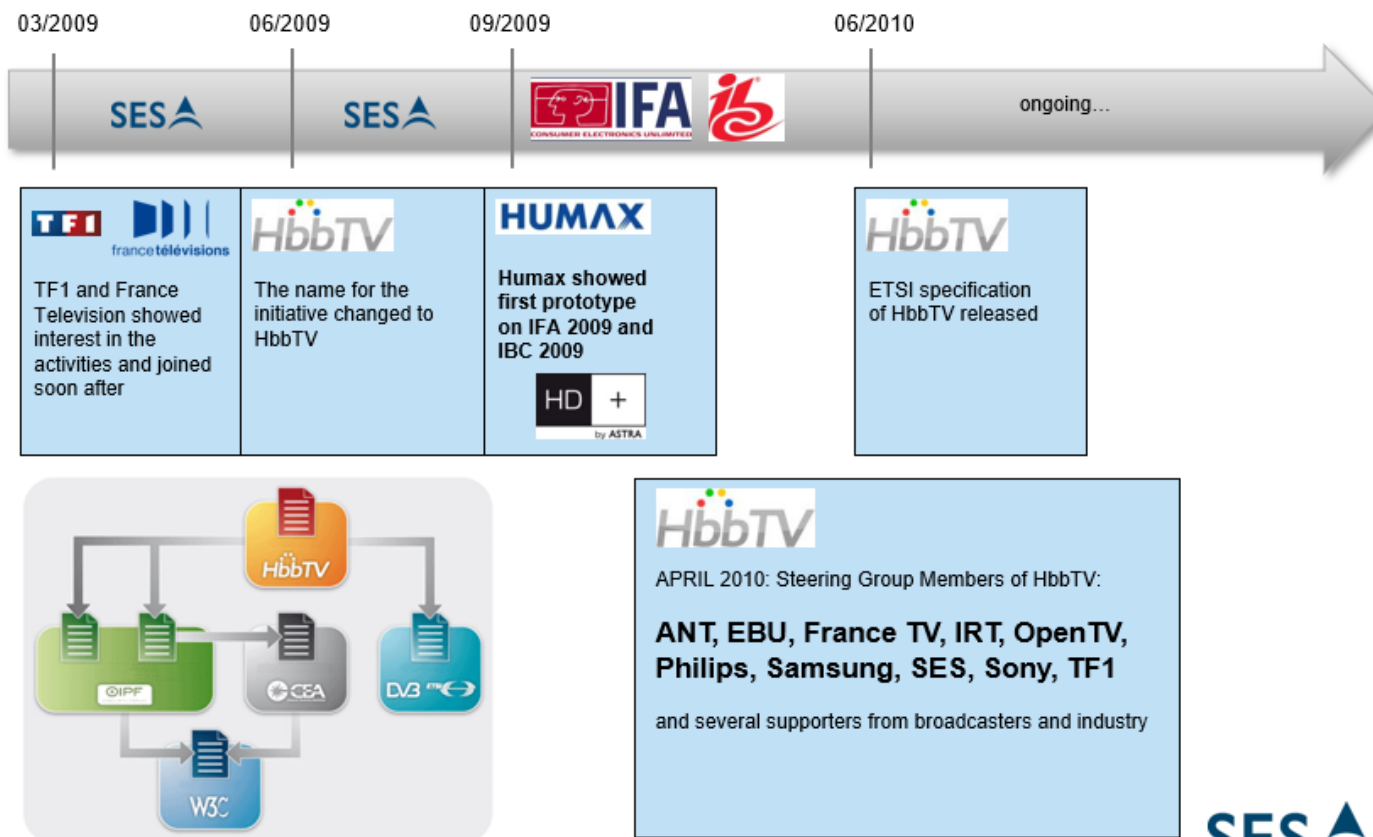 03/2009
06/2009
09/2009
06/2010
SES
SES
IFA
CONSUMER ELECTRONICS UNLIMITED
ibc
ongoing...
TF1
francetélévisions
TF1 and France
Television showed
interest in the
activities and joined
soon after
HbbTV
The name for the
initiative changed to
HbbTV
HUMAX
Humax showed
first prototype
on IFA 2009 and
IBC 2009
HD +
by ASTRA
HbbTV
ETSI specification
of HbbTV released
HbbTV
OIPF
CEA
DVB
W3C
HbbTV
APRIL 2010: Steering Group Members of HbbTV:
ANT, EBU, France TV, IRT, OpenTV,
Philips, Samsung, SES, Sony, TF1
and several supporters from broadcasters and industry
SES